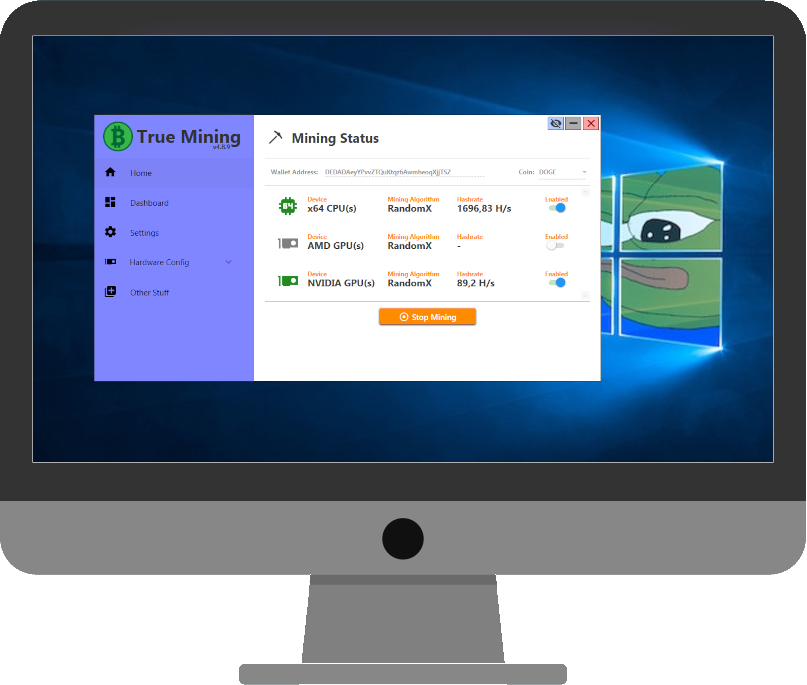 True Mining
v4.8.9
Home
Dashboard
Settings
Hardware Config
Other Stuff
Mining Status
Wallet Address:
Coin: DOGE
Device Mining Algorithm Hashrate Enabled
64 x64 CPU(s) RandomX 1696,83 H/s
Device Mining Algorithm Hashrate Enabled
AMD GPU(s) RandomX -
Device Mining Algorithm Hashrate Enabled
NVIDIA GPU(s) RandomX 89,2 H/s
Stop Mining